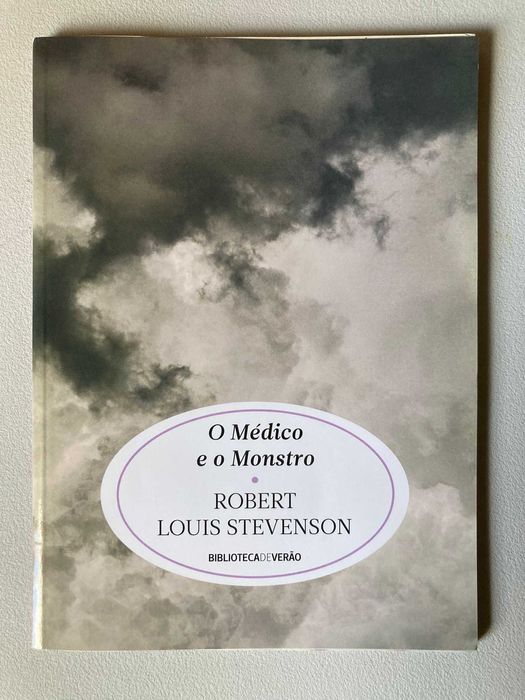 O Médico
e o Monstro
ROBERT
LOUIS STEVENSON
BIBLIOTECADEVERÃO